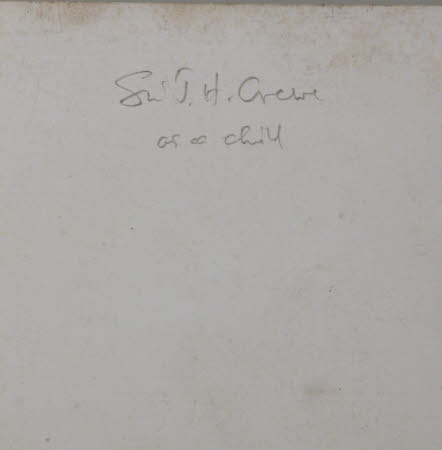 Sir J. H. Crewe
as a child